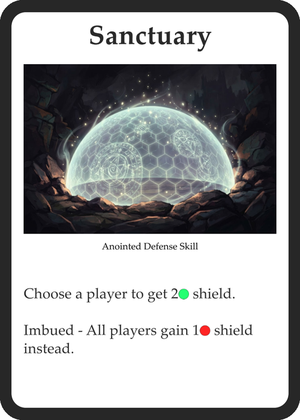 Sanctuary
Anointed Defense Skill
Choose a player to get 2 shield.
Imbued - All players gain 1 shield
instead.